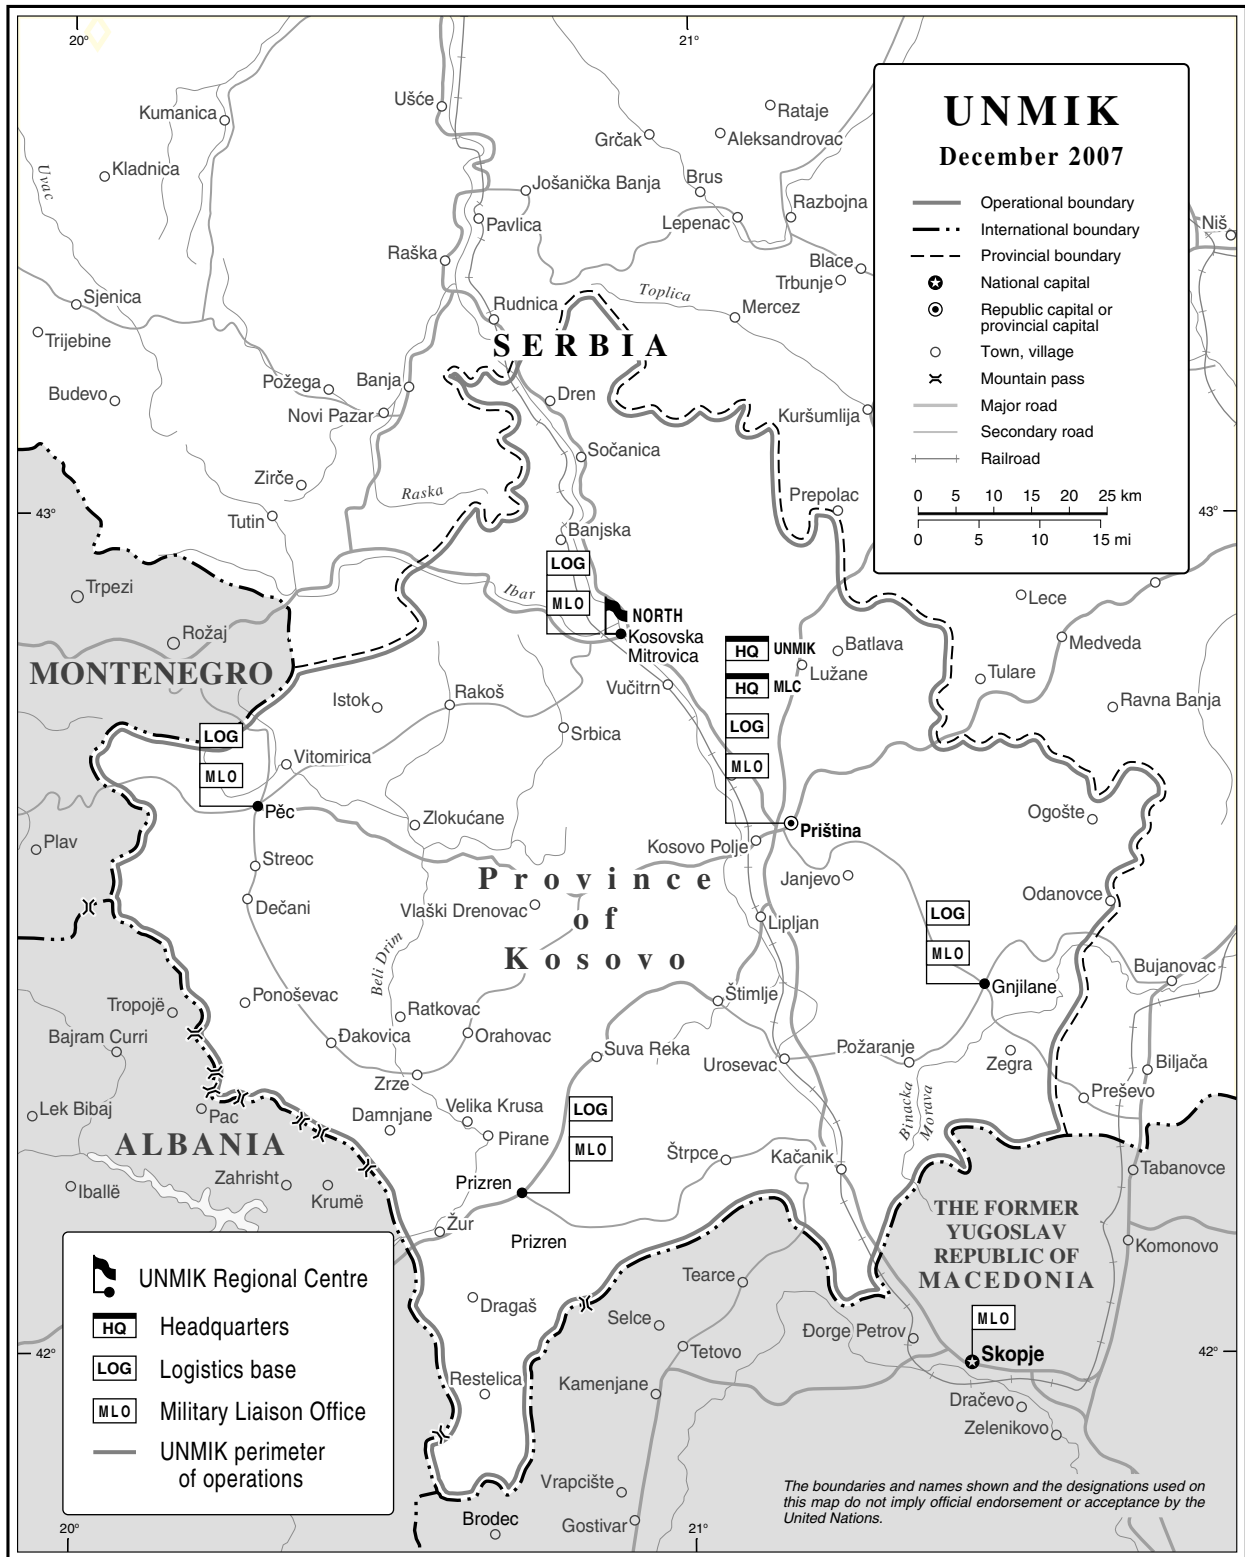 20°
21°
UNMIK
December 2007
Operational boundary
International boundary
Provincial boundary
National capital
Republic capital or
provincial capital
Town, village
Mountain pass
Major road
Secondary road
Railroad
0 5 10 15 20 25 km
0 5 10 15 mi
Ušće
Kumanica
Kladnica
Uvac
Rataje
Grčak
Aleksandrovac
Jošanička Banja
Brus
Razbojna
Lepenac
Pavlica
Niš
Raška
Blace
Trbunje
Toplica
Mercez
Sjenica
Rudnica
Trijebine
SERBIA
Požega
Banja
Budevo
Novi Pazar
Dren
Kuršumlija
Sočanica
Zirče
Raska
Prepolac
43°
43°
Tutin
Banjska
LOG
MLO
Ibar
NORTH
Kosovska
Mitrovica
Trpezi
Rožaj
MONTENEGRO
Lece
Medveda
Batlava
HQ UNMIK
Lužane
HQ MLC
LOG
MLO
Tulare
Ravna Banja
Vučitrn
Istok
Rakoš
Srbica
LOG
MLO
Vitomirica
Pěc
Zlokućane
Ogošte
Priština
Kosovo Polje
Plav
Streoc
Janjevo
Province
of
Kosovo
Dečani
Vlaški Drenovac
Odanovce
LOG
MLO
Lipljan
Beli Drim
Bujanovac
Gnjilane
Štimlje
Ponoševac
Tropojë
Ratkovac
Bajram Curri
Đakovica
Orahovac
Suva Reka
Urosevac
Požaranje
Zegra
Biljača
Zrze
Preševo
Binacka
Morava
Lek Bibaj
Pac
Damnjane
Velika Krusa
LOG
Pirane
MLO
ALBANIA
Štrpce
Kačanik
Tabanovce
Iballë
Zahrisht
Krumë
Prizren
THE FORMER
YUGOSLAV
REPUBLIC OF
MACEDONIA
Žur
Prizren
Komonovo
UNMIK Regional Centre
HQ Headquarters
LOG Logistics base
MLO Military Liaison Office
UNMIK perimeter
of operations
Tearce
Dragaš
Selce
Đorge Petrov
MLO
Skopje
42°
42°
Tetovo
Restelica
Kamenjane
Dračevo
Zelenikovo
Vrapcište
Brodec
Gostivar
The boundaries and names shown and the designations used on
this map do not imply official endorsement or acceptance by the
United Nations.
20°
21°